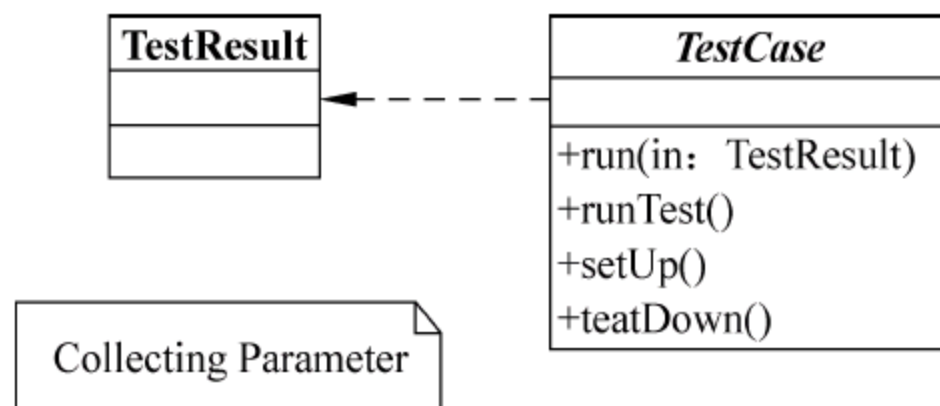 TestResult
TestCase
+run(in： TestResult)
+runTest()
+setUp()
+teatDown()
Collecting Parameter